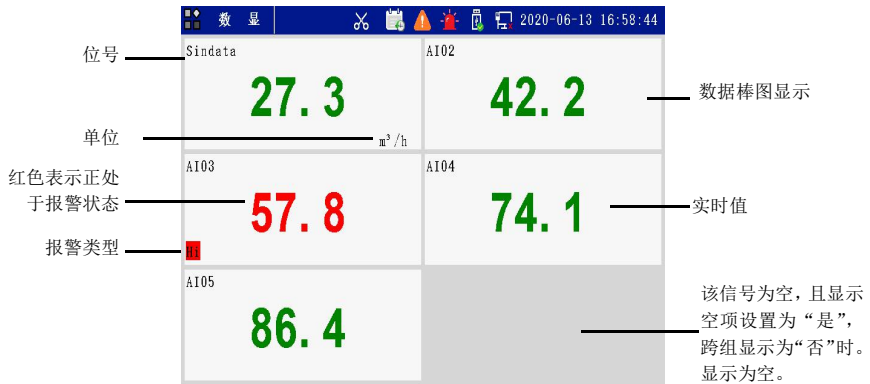 数 显 2020-06-13 16:58:44
位号
Sindata
AI02
27.3
42.2
数据棒图显示
单位
m³/h
红色表示正处
于报警状态
AI03
AI04
57.8
74.1
实时值
报警类型
Hi
AI05
86.4
该信号为空，且显示
空项设置为“是”，
跨组显示为“否”时。
显示为空。